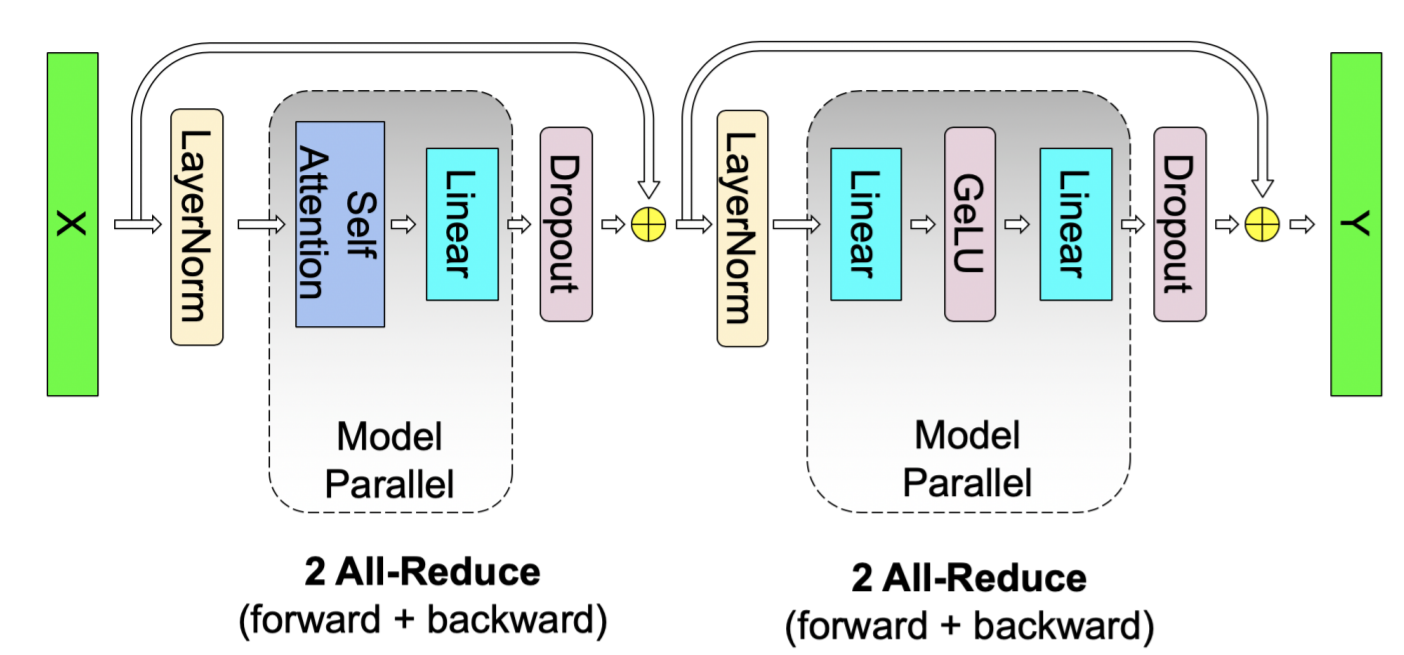 X
LayerNorm
Self
Attention
Linear
Dropout
LayerNorm
Linear
GeLU
Linear
Dropout
Y
Model
Parallel
Model
Parallel
2 All-Reduce
(forward + backward)
2 All-Reduce
(forward + backward)